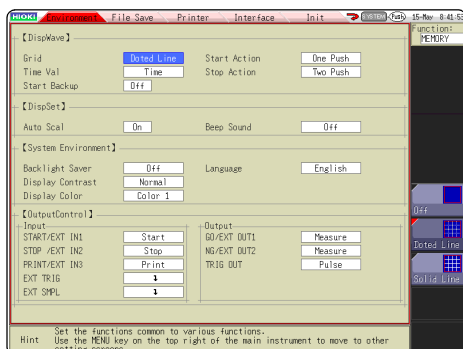 HIOKI Environment File Save Printer Interface Init SYSTEM Push 15-May 8:41:53
Function:
MEMORY
【DispWave】
Grid Doted Line Start Action One Push
Time Val Time Stop Action Two Push
Start Backup Off
【DispSet】
Auto Scal On Beep Sound Off
【System Environment】
Backlight Saver Off Language English
Display Contrast Normal
Display Color Color 1
【OutputControl】
Input Output
START/EXT IN1 Start GO/EXT OUT1 Measure
STOP /EXT IN2 Stop NG/EXT OUT2 Measure
PRINT/EXT IN3 Print TRIG OUT Pulse
EXT TRIG
EXT SMPL
Off
Doted Line
Solid Line
Hint Set the functions common to various functions.
Use the MENU key on the top right of the main instrument to move to other
setting screens.